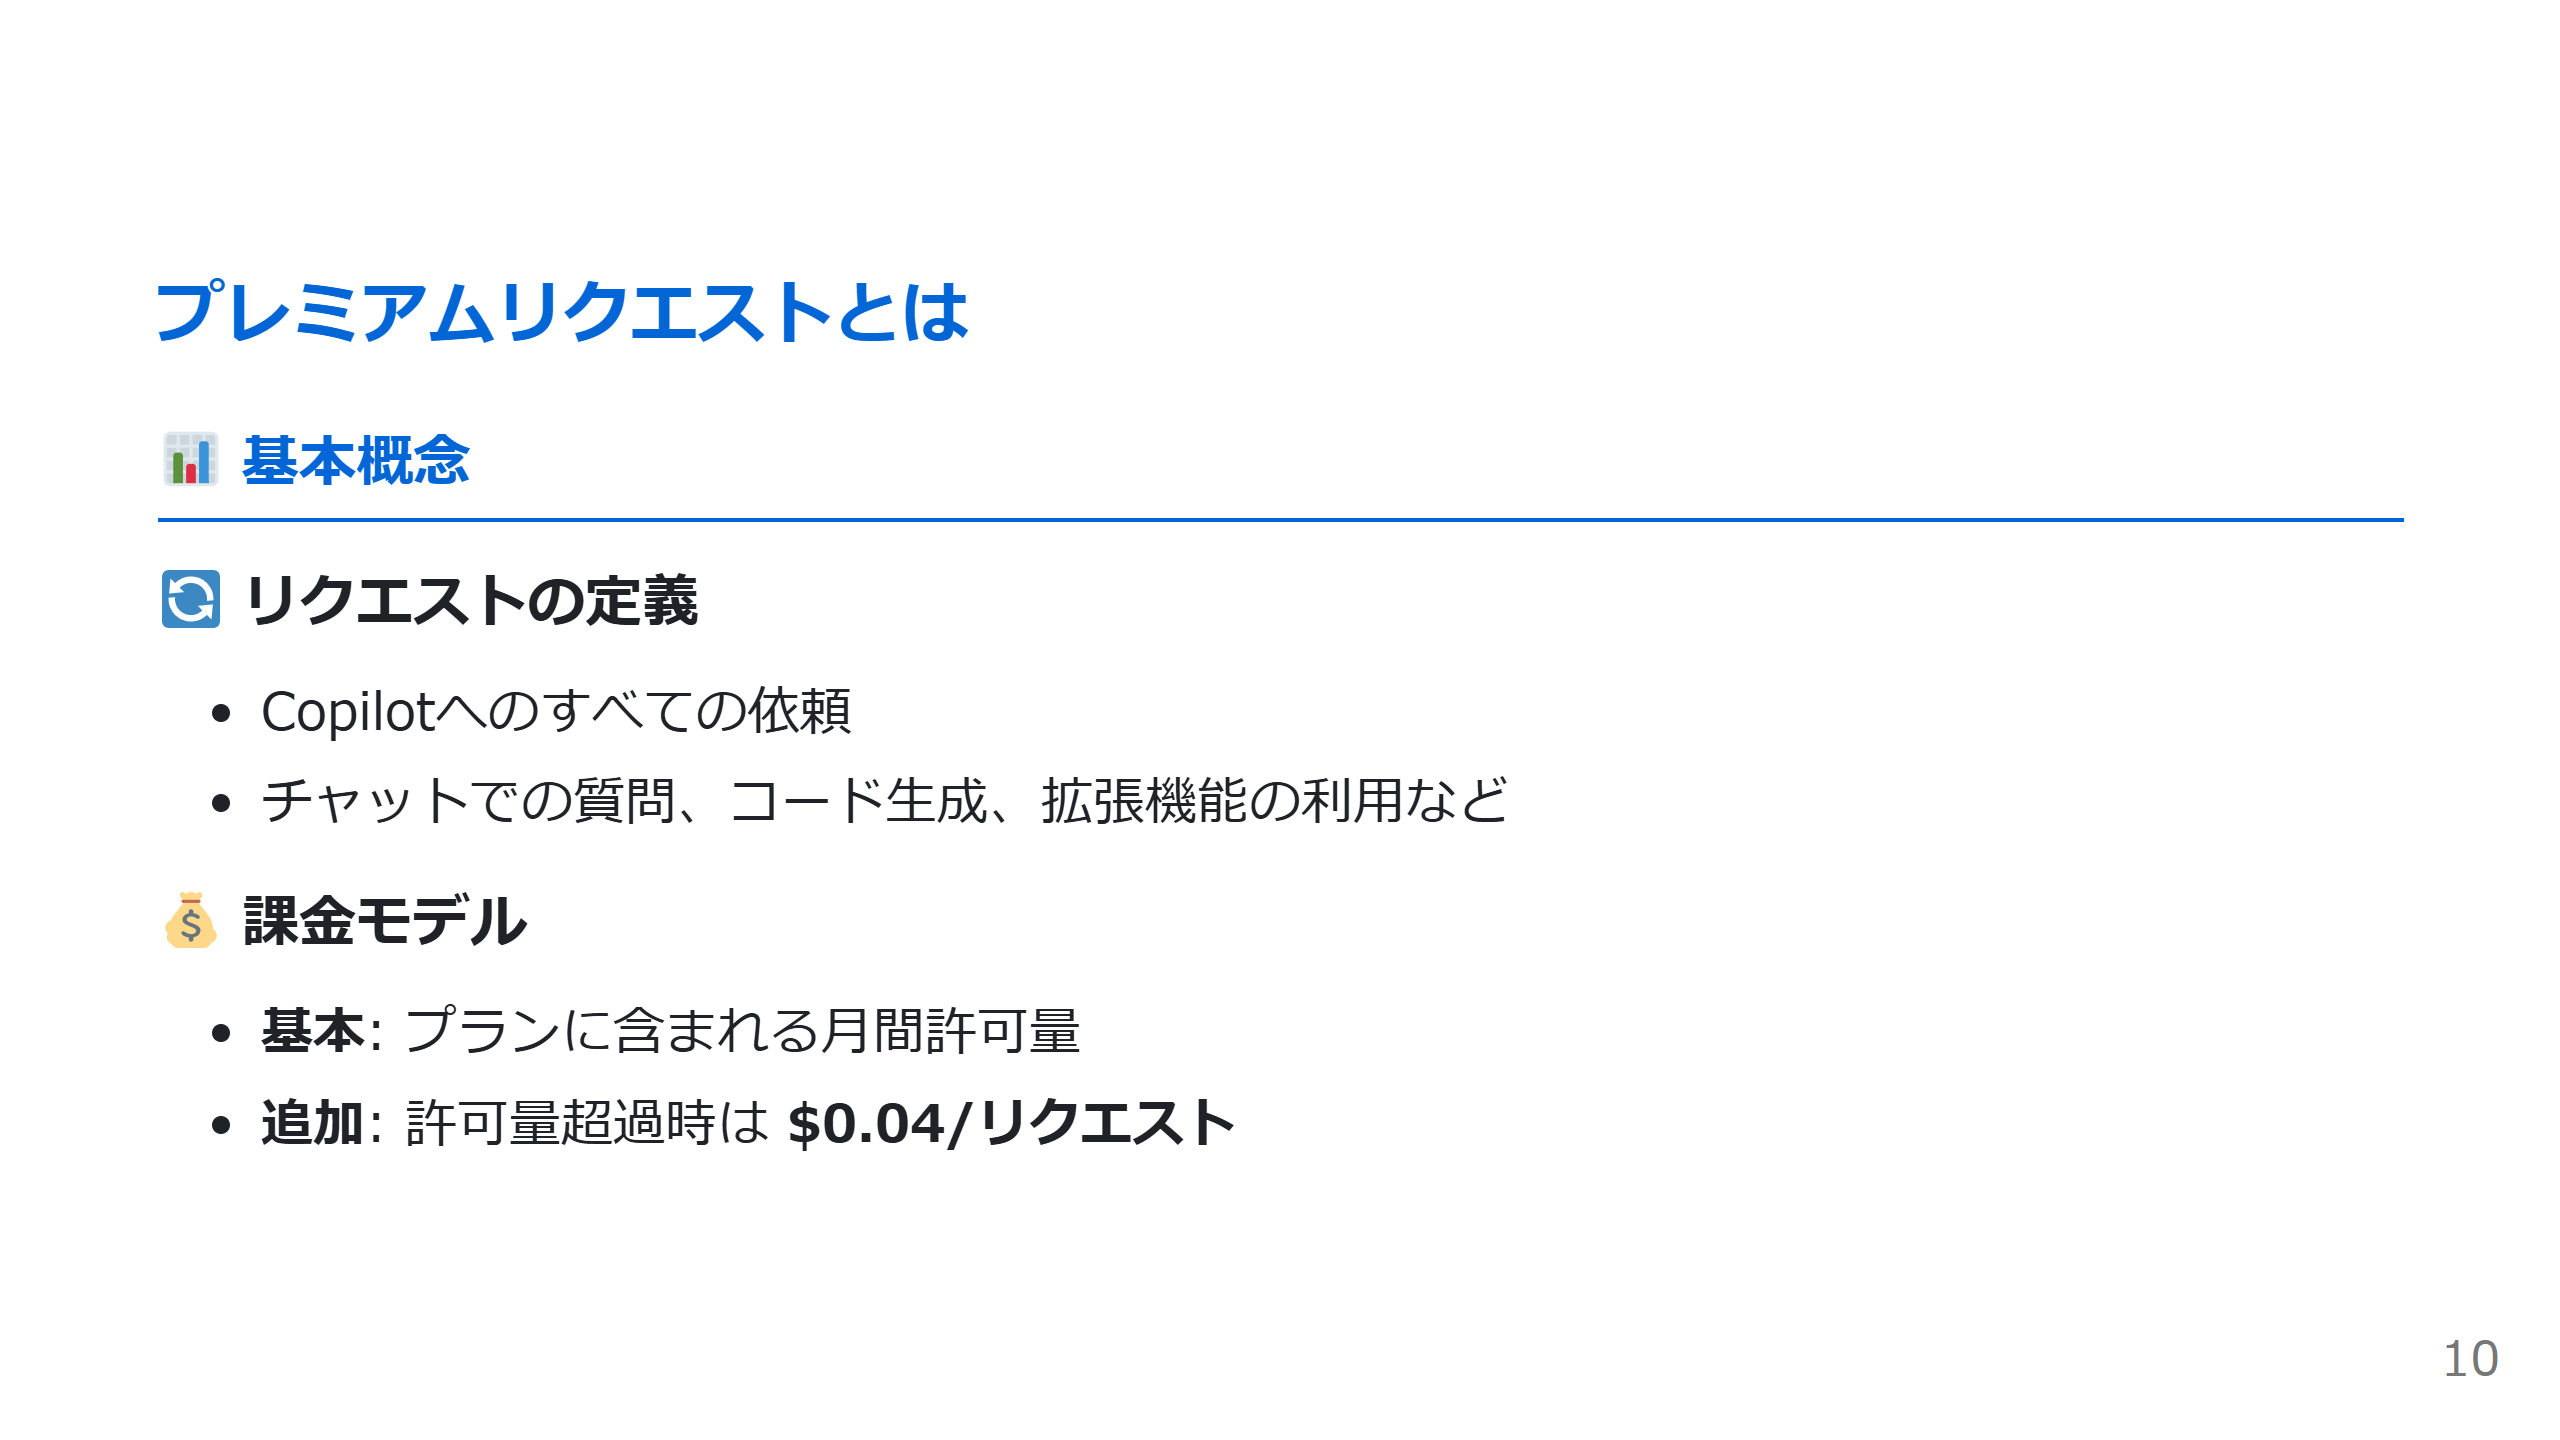 プレミアムリクエストとは
📊 基本概念
🔄 リクエストの定義
• Copilotへのすべての依頼
• チャットでの質問、コード生成、拡張機能の利用など
💰 課金モデル
• 基本: プランに含まれる月間許可量
• 追加: 許可量超過時は $0.04/リクエスト
10